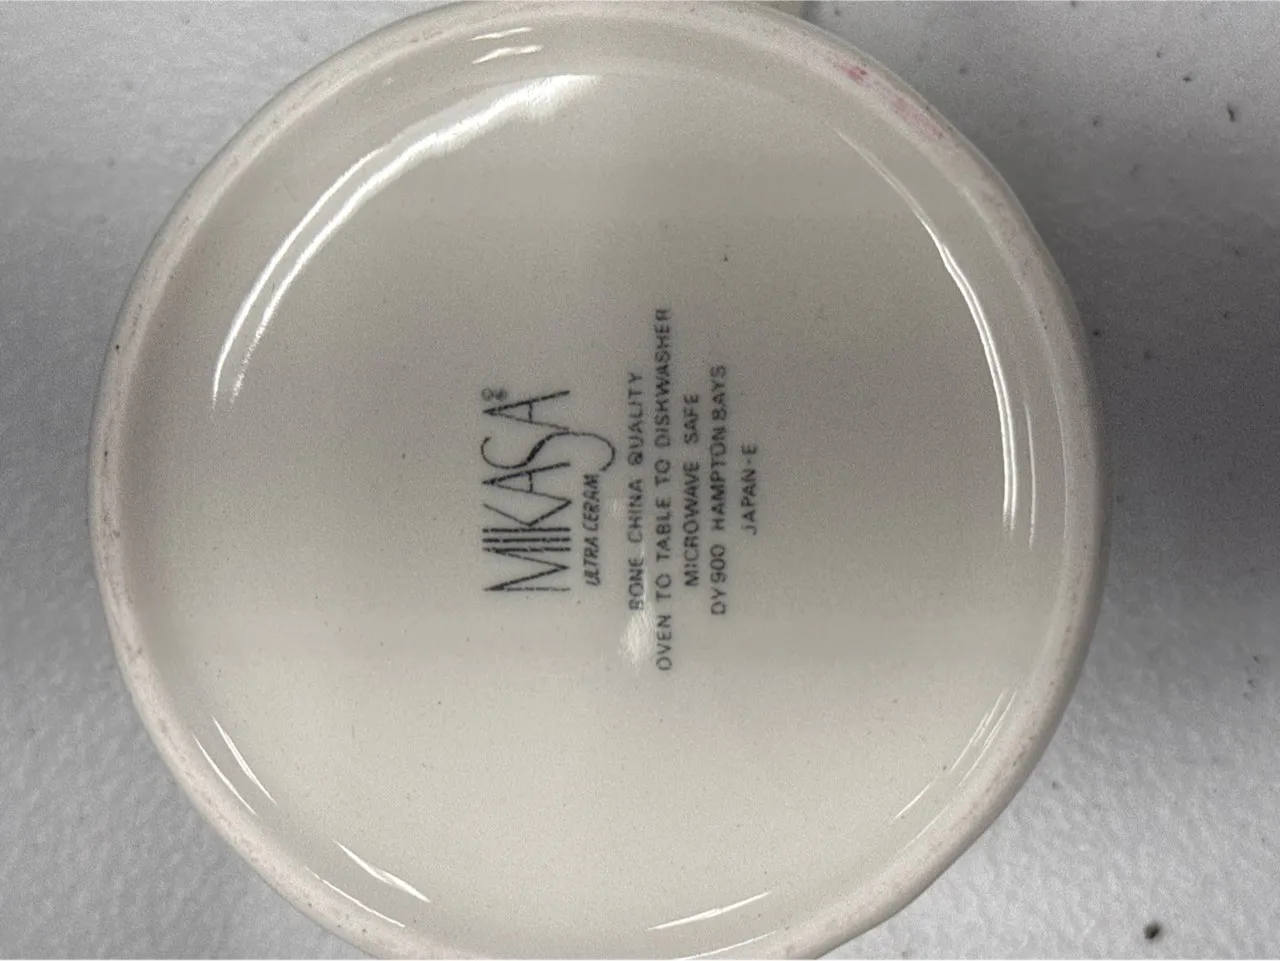 MIKASA®
ULTRA CERAM
BONE CHINA QUALITY
OVEN TO TABLE TO DISHWASHER
MICROWAVE SAFE
DY900 HAMPTON BAYS
JAPAN-E